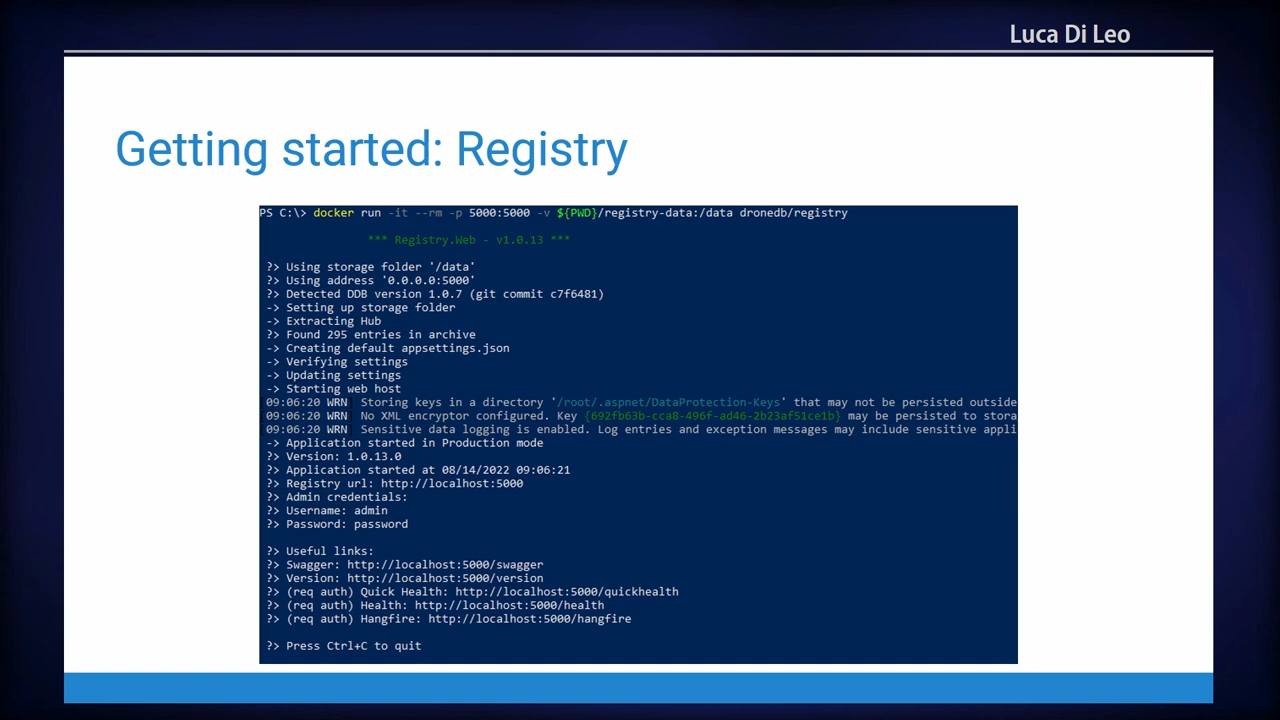 Luca Di Leo
Getting started: Registry
PS C:\> docker run -it --rm -p 5000:5000 -v ${PWD}/registry-data:/data dronedb/registry
*** Registry.Web - v1.0.13 ***
?> Using storage folder '/data'
?> Using address '0.0.0.0:5000'
?> Detected DDB version 1.0.7 (git commit c7f6481)
-> Setting up storage folder
-> Extracting Hub
?> Found 295 entries in archive
-> Creating default appsettings.json
-> Verifying settings
-> Updating settings
-> Starting web host
[09:06:20 WRN] Storing keys in a directory '/root/.aspnet/DataProtection-Keys' that may not be persisted outside
[09:06:20 WRN] No XML encryptor configured. Key {692fb63b-cca8-496f-ad46-2b23af51ce1b} may be persisted to stora
[09:06:20 WRN] Sensitive data logging is enabled. Log entries and exception messages may include sensitive appli
-> Application started in Production mode
?> Version: 1.0.13.0
?> Application started at 08/14/2022 09:06:21
?> Registry url: http://localhost:5000
?> Admin credentials:
?> Username: admin
?> Password: password
?> Useful links:
?> Swagger: http://localhost:5000/swagger
?> Version: http://localhost:5000/version
?> (req auth) Quick Health: http://localhost:5000/quickhealth
?> (req auth) Health: http://localhost:5000/health
?> (req auth) Hangfire: http://localhost:5000/hangfire
?> Press Ctrl+C to quit